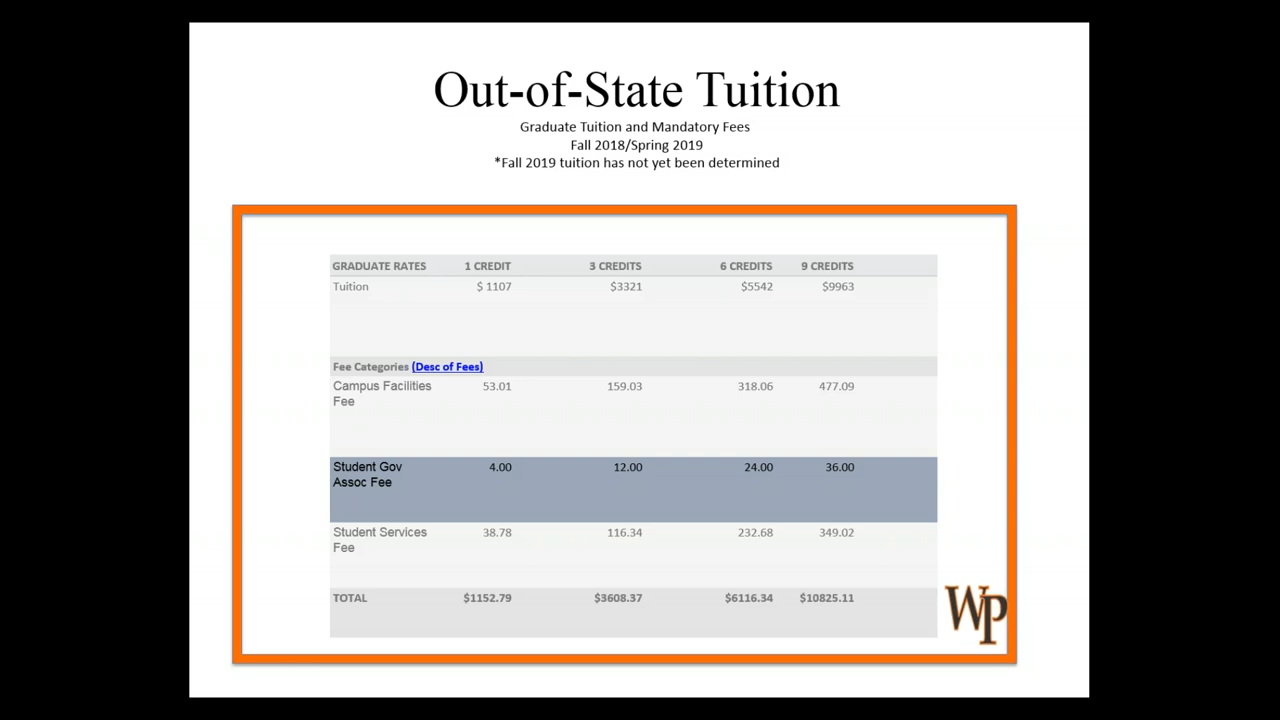 Out-of-State Tuition
Graduate Tuition and Mandatory Fees
Fall 2018/Spring 2019
*Fall 2019 tuition has not yet been determined
GRADUATE RATES 1 CREDIT 3 CREDITS 6 CREDITS 9 CREDITS
Tuition $ 1107 $3321 $5542 $9963
Fee Categories (Desc of Fees)
Campus Facilities 53.01 159.03 318.06 477.09
Fee
Student Gov 4.00 12.00 24.00 36.00
Assoc Fee
Student Services 38.78 116.34 232.68 349.02
Fee
TOTAL $1152.79 $3608.37 $6116.34 $10825.11
WP